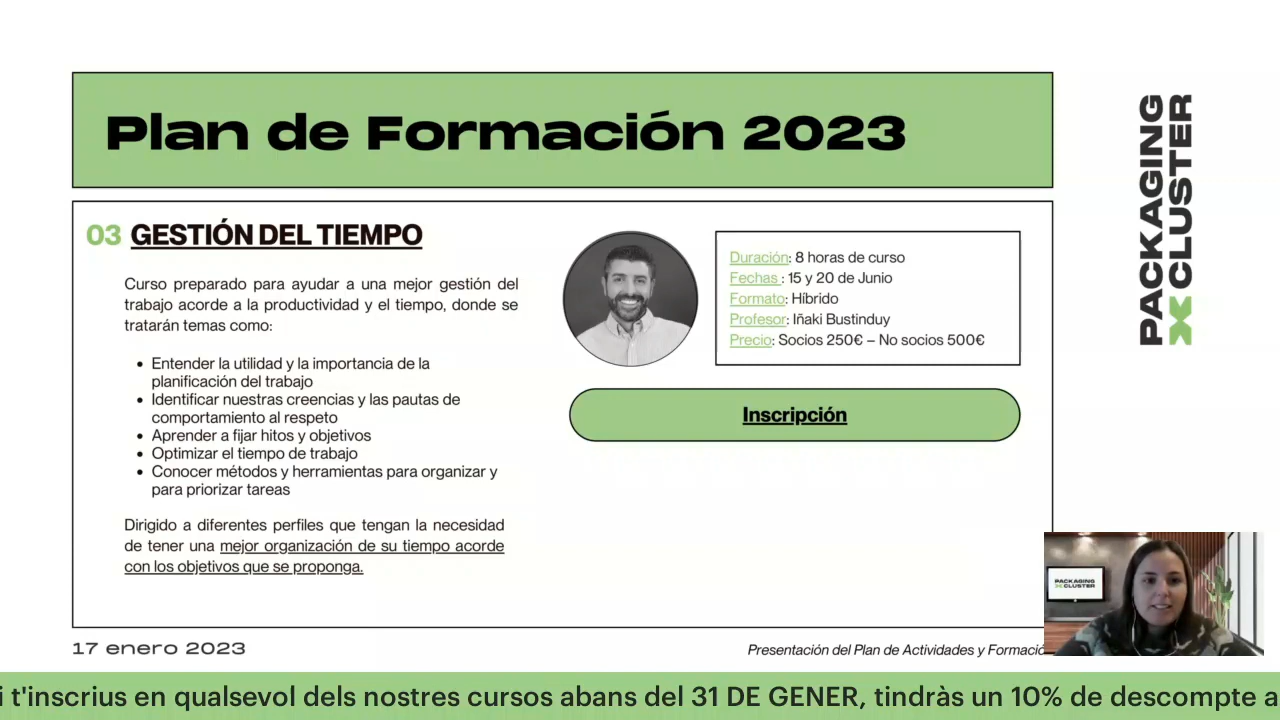 Plan de Formación 2023
PACKAGING
CLUSTER
03 GESTIÓN DEL TIEMPO
Curso preparado para ayudar a una mejor gestión del
trabajo acorde a la productividad y el tiempo, donde se
tratarán temas como:
• Entender la utilidad y la importancia de la
planificación del trabajo
• Identificar nuestras creencias y las pautas de
comportamiento al respeto
• Aprender a fijar hitos y objetivos
• Optimizar el tiempo de trabajo
• Conocer métodos y herramientas para organizar y
para priorizar tareas
Dirigido a diferentes perfiles que tengan la necesidad
de tener una mejor organización de su tiempo acorde
con los objetivos que se proponga.
Duración: 8 horas de curso
Fechas : 15 y 20 de Junio
Formato: Híbrido
Profesor: Iñaki Bustinduy
Precio: Socios 250€ – No socios 500€
Inscripción
PACKAGING
CLUSTER
17 enero 2023
Presentación del Plan de Actividades y Formació
i t'inscrius en qualsevol dels nostres cursos abans del 31 DE GENER, tindràs un 10% de descompte a